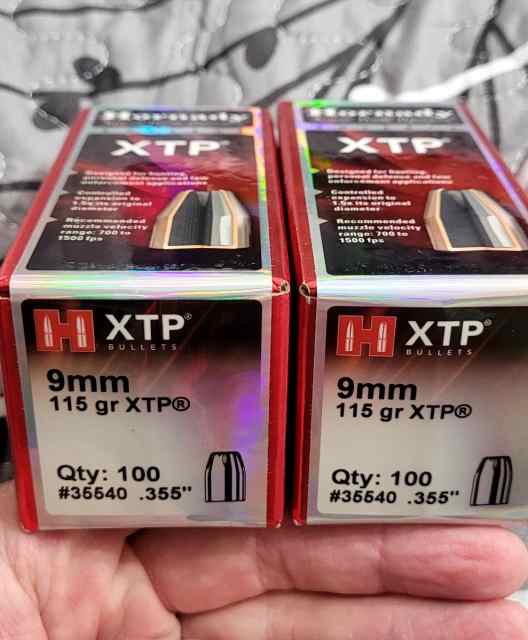 Hornady
XTP®
Designed for hunting,
personal defense and law
enforcement applications
Controlled
expansion to
1.5x its original
diameter
Recommended
muzzle velocity
range: 700 to
1500 fps
H XTP®
BULLETS
9mm
115 gr XTP®
Qty: 100
#35540 .355"
Hornady
XTP®
Designed for hunting,
personal defense and law
enforcement applications
Controlled
expansion to
1.5x its original
diameter
Recommended
muzzle velocity
range: 700 to
1500 fps
H XTP®
BULLETS
9mm
115 gr XTP®
Qty: 100
#35540 .355"